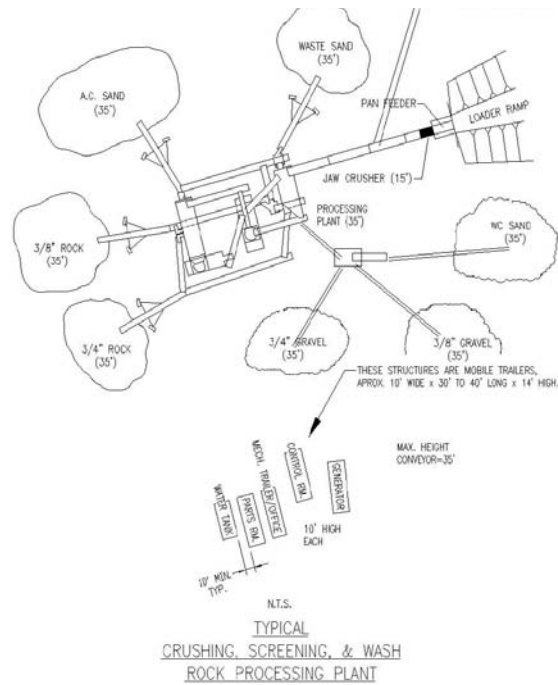 WASTE SAND
(35')
A.C. SAND
(35')
PAN FEEDER
LOADER RAMP
JAW CRUSHER (15')
PROCESSING
PLANT (35')
3/8" ROCK
(35')
WC SAND
(35')
3/4" ROCK
(35')
3/4" GRAVEL
(35')
3/8" GRAVEL
(35')
THESE STRUCTURES ARE MOBILE TRAILERS,
APROX. 10' WIDE x 30' TO 40' LONG x 14' HIGH.
MAX. HEIGHT
CONVEYOR=35'
WATER TANK
PARTS RM.
MECH. TRAILER/OFFICE
CONTROL RM.
GENERATOR
10' HIGH
EACH
10' MIN.
TYP.
N.T.S.
TYPICAL
CRUSHING, SCREENING, & WASH
ROCK PROCESSING PLANT